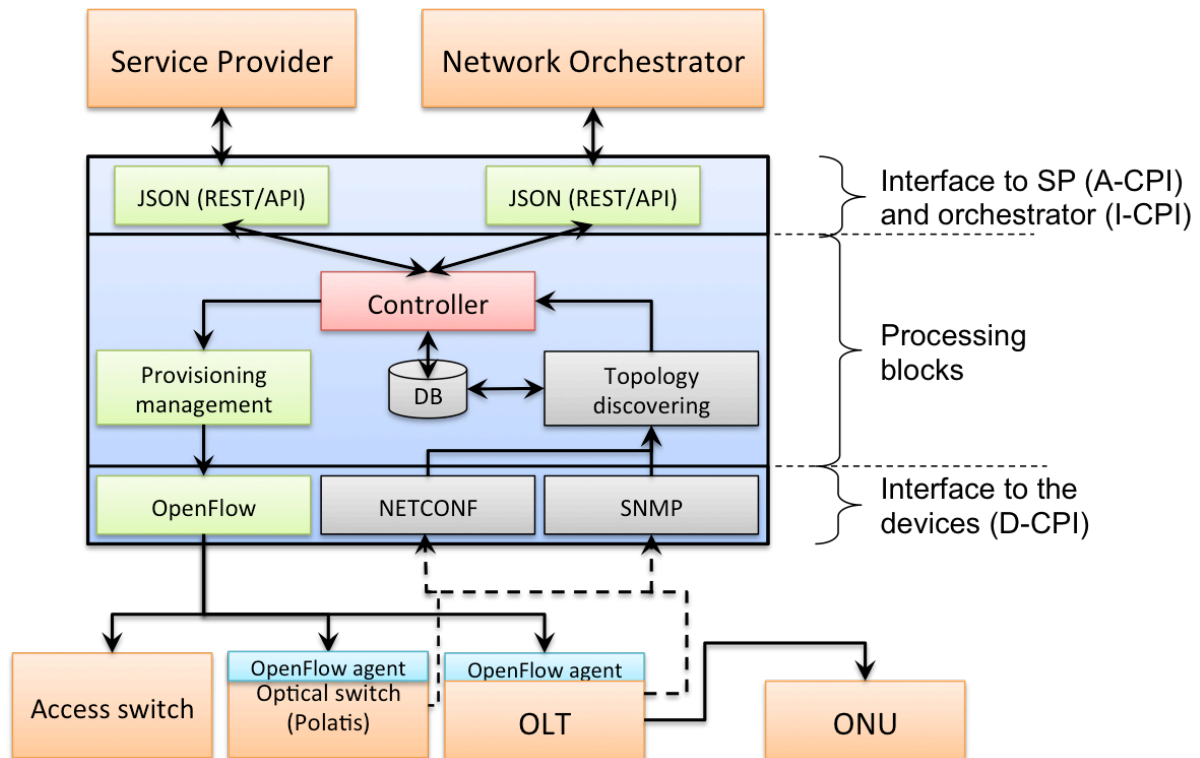 Service Provider
Network Orchestrator
JSON (REST/API)
JSON (REST/API)
Interface to SP (A-CPI)
and orchestrator (I-CPI)
Controller
Processing
blocks
Provisioning
management
DB
Topology
discovering
OpenFlow
NETCONF
SNMP
Interface to the
devices (D-CPI)
Access switch
OpenFlow agent
Optical switch
(Polatis)
OpenFlow agent
OLT
ONU